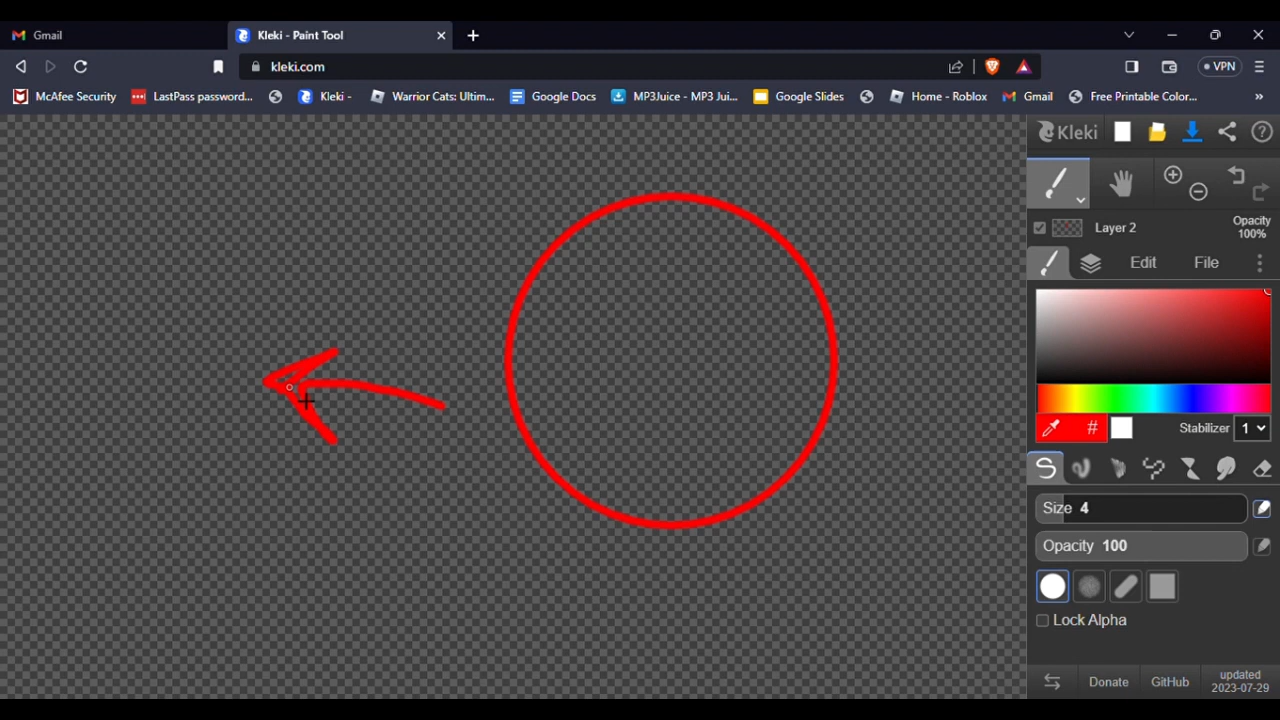 Gmail
Kleki - Paint Tool
kleki.com
VPN
McAfee Security
LastPass password...
Kleki -
Warrior Cats: Ultim...
Google Docs
MP3Juice - MP3 Jui...
Google Slides
Home - Roblox
Gmail
Free Printable Color...
»
Kleki
?
Layer 2
Opacity
100%
Edit
File
#
Stabilizer 1
Size 4
Opacity 100
Lock Alpha
Donate
GitHub
updated
2023-07-29